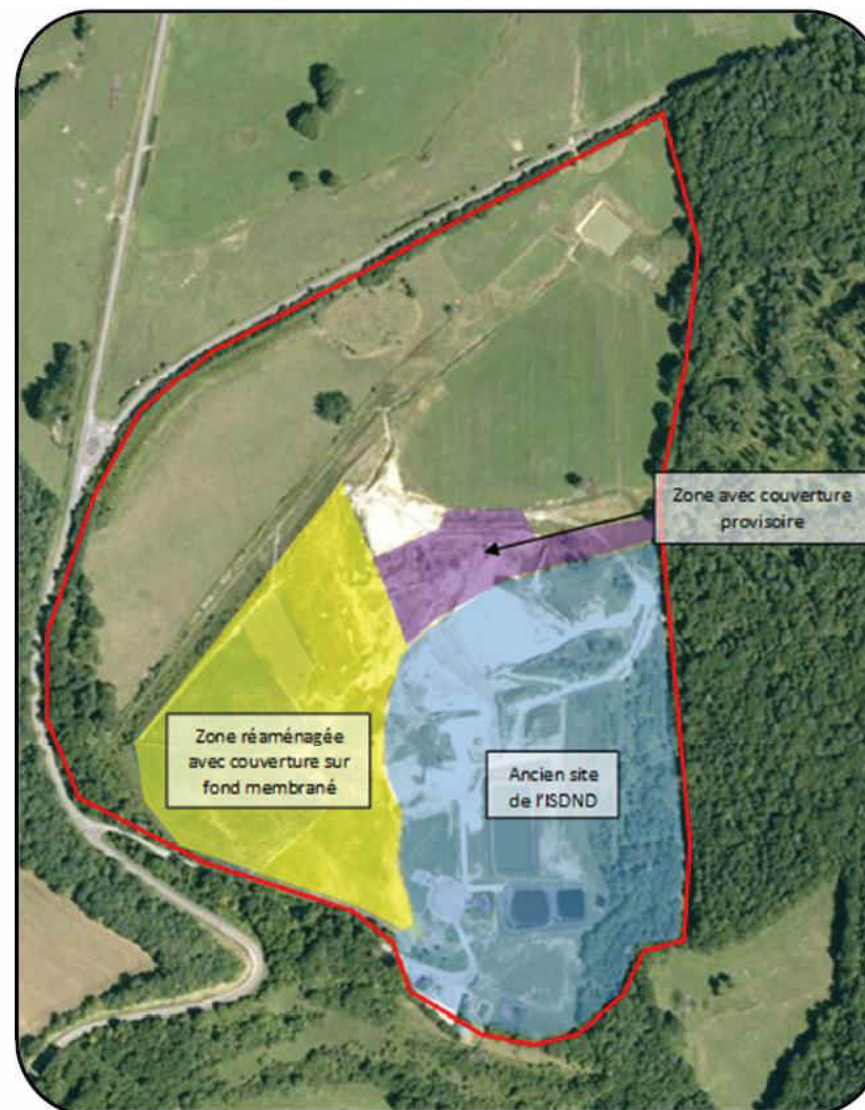 Zone avec couverture
provisoire
Zone réaménagée
avec couverture sur
fond membrané
Ancien site
de l'ISDND